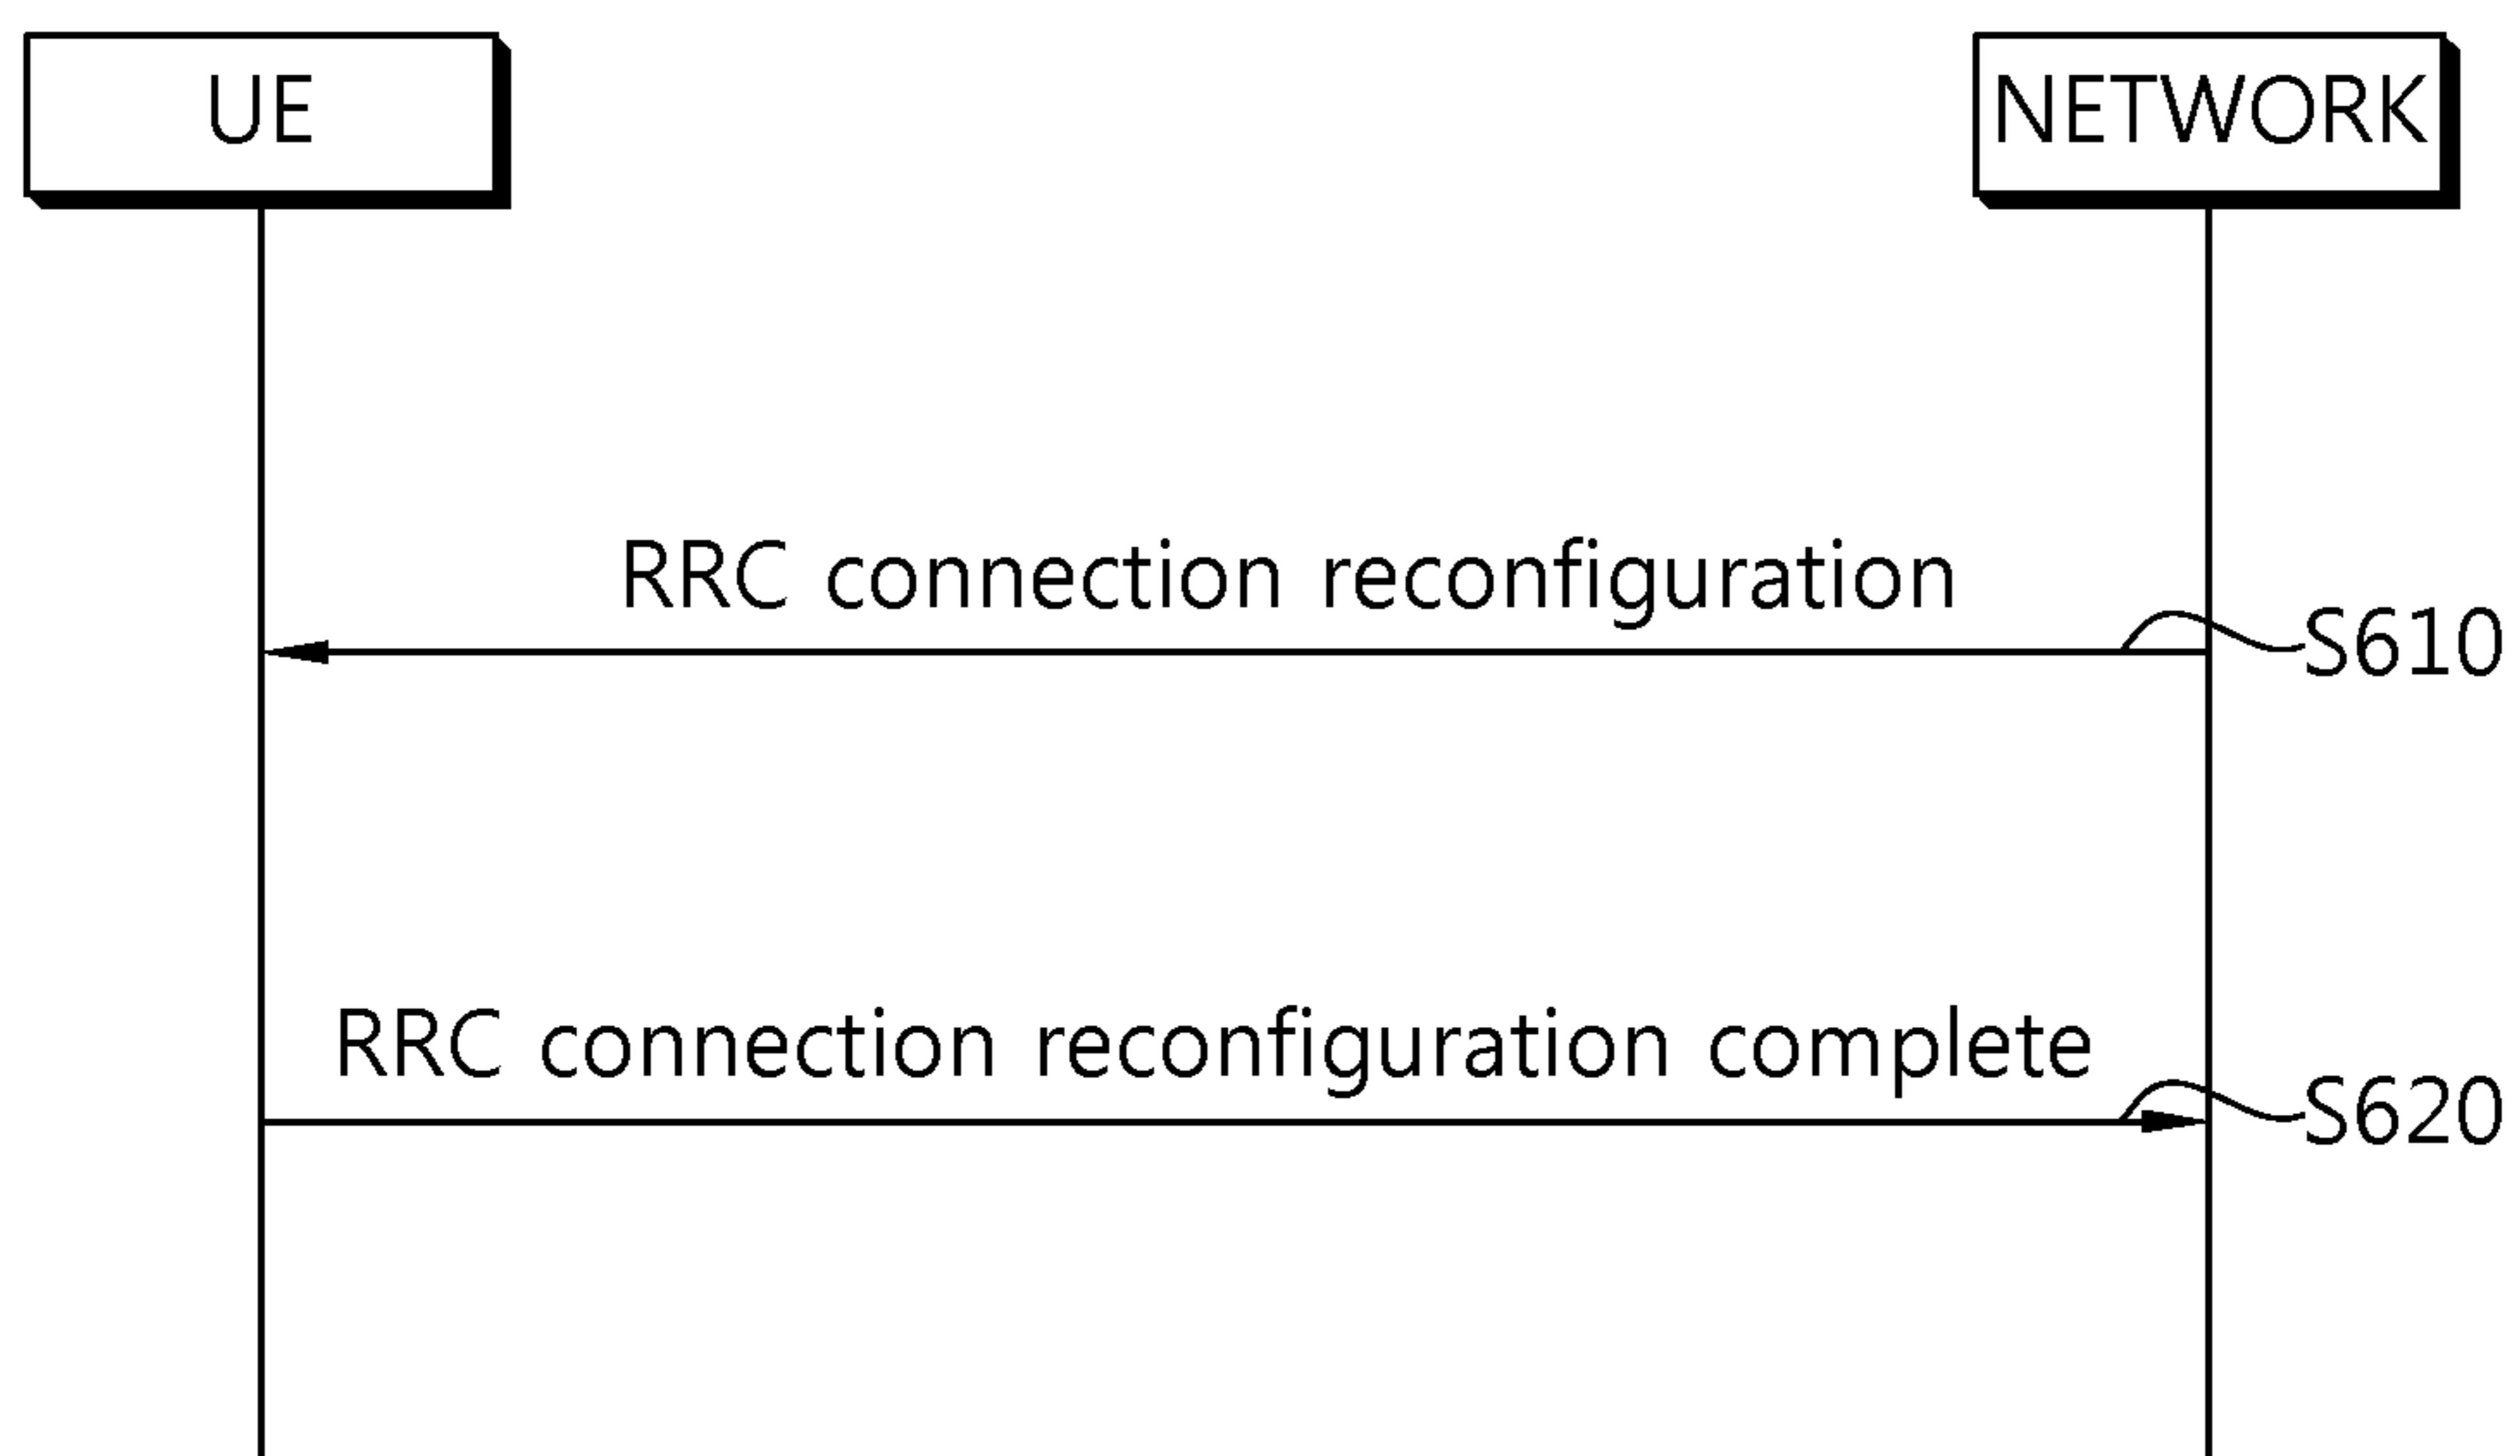 UE
NETWORK
RRC connection reconfiguration
S610
RRC connection reconfiguration complete
S620